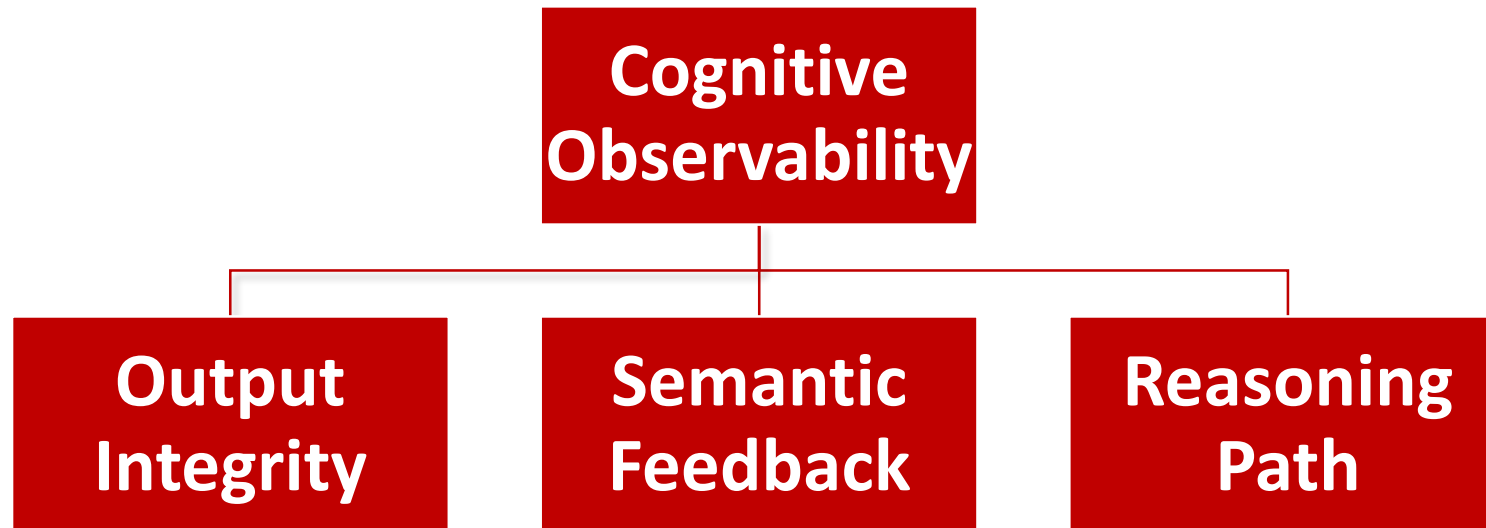 Cognitive
Observability
Output
Integrity
Semantic
Feedback
Reasoning
Path